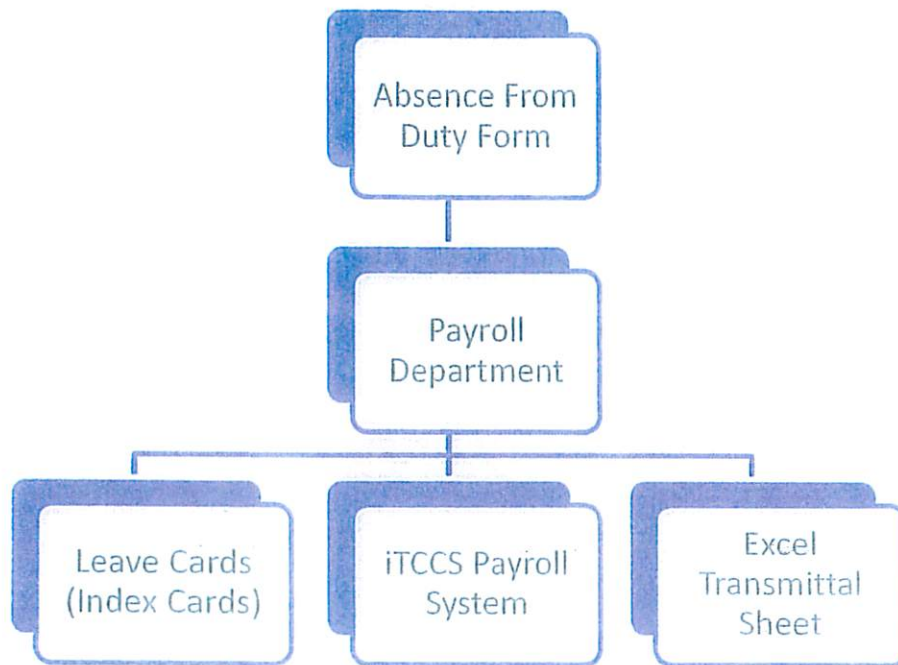 Absence From
Duty Form
Payroll
Department
Leave Cards
(Index Cards)
iTCCS Payroll
System
Excel
Transmittal
Sheet